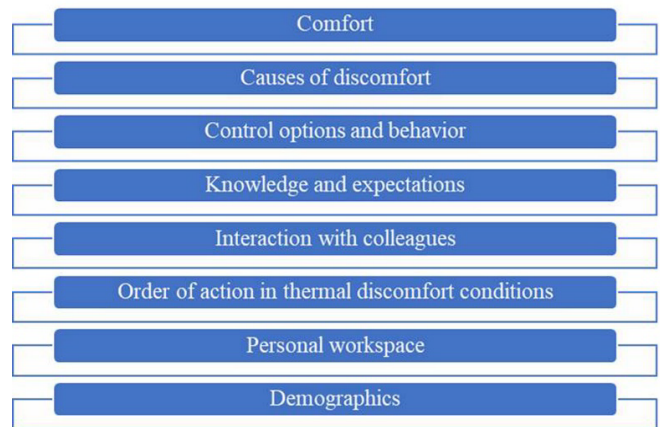 Comfort
Causes of discomfort
Control options and behavior
Knowledge and expectations
Interaction with colleagues
Order of action in thermal discomfort conditions
Personal workspace
Demographics